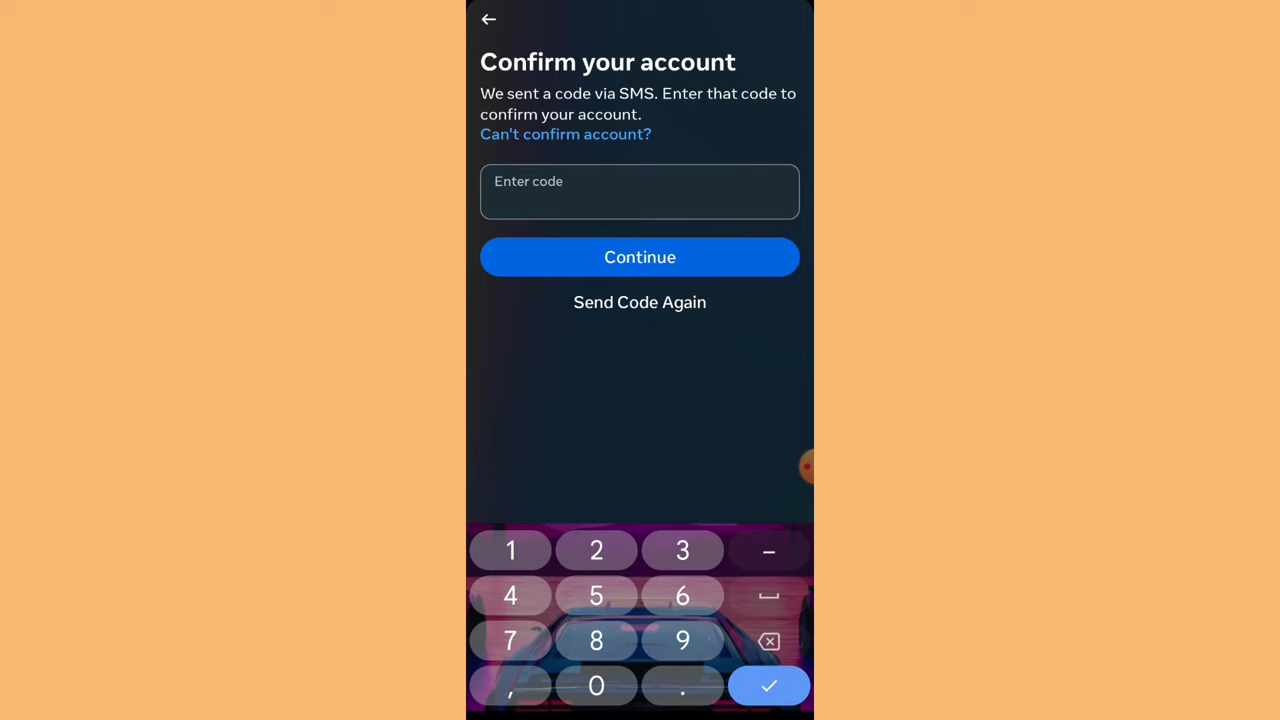 Confirm your account
We sent a code via SMS. Enter that code to
confirm your account.
Can't confirm account?
Enter code
Continue
Send Code Again
1 2 3 –
4 5 6
7 8 9
, 0 .